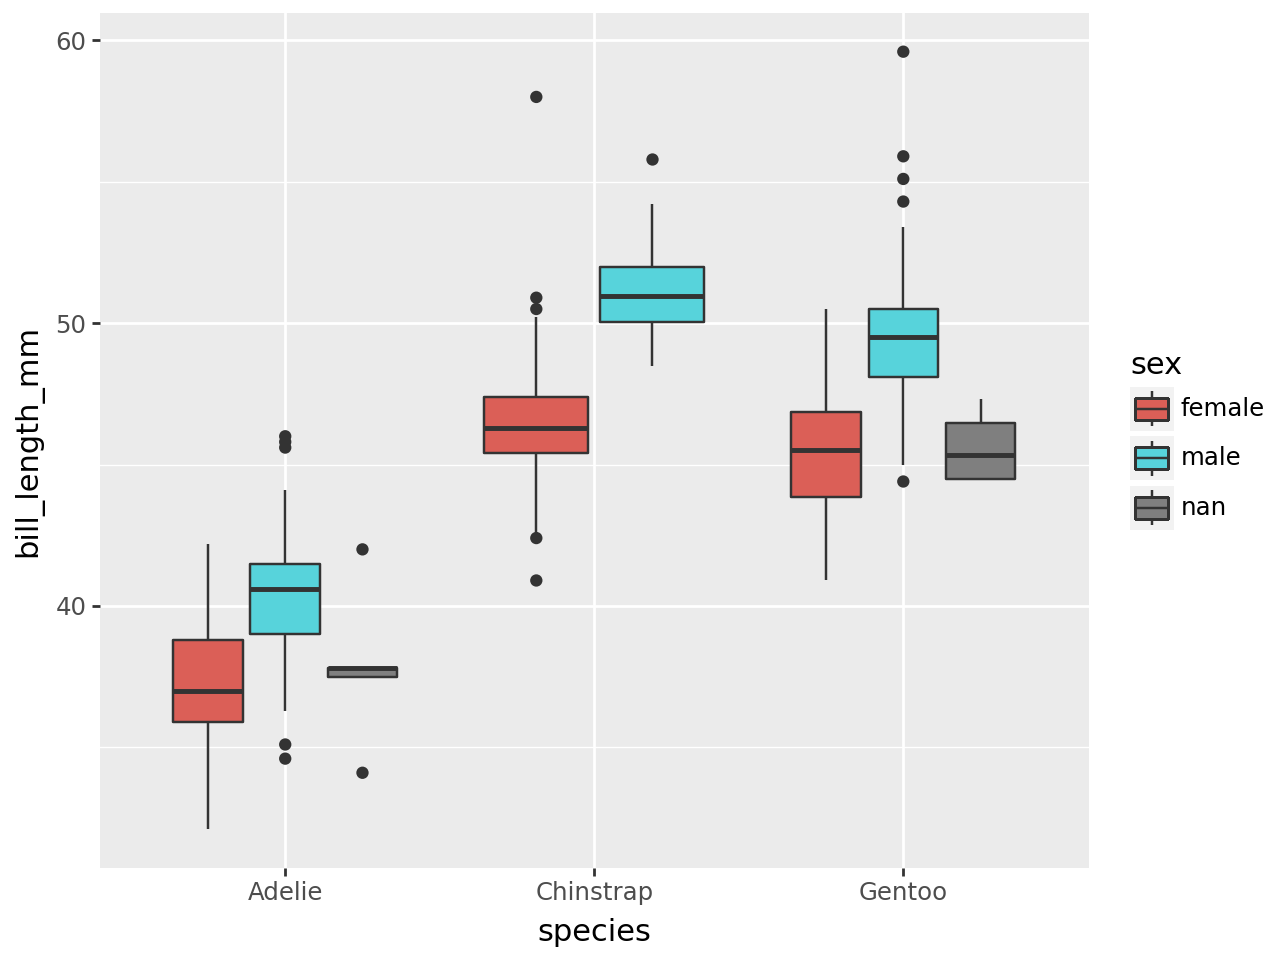 60
50
40
bill_length_mm
Adelie
Chinstrap
Gentoo
species
sex
female
male
nan